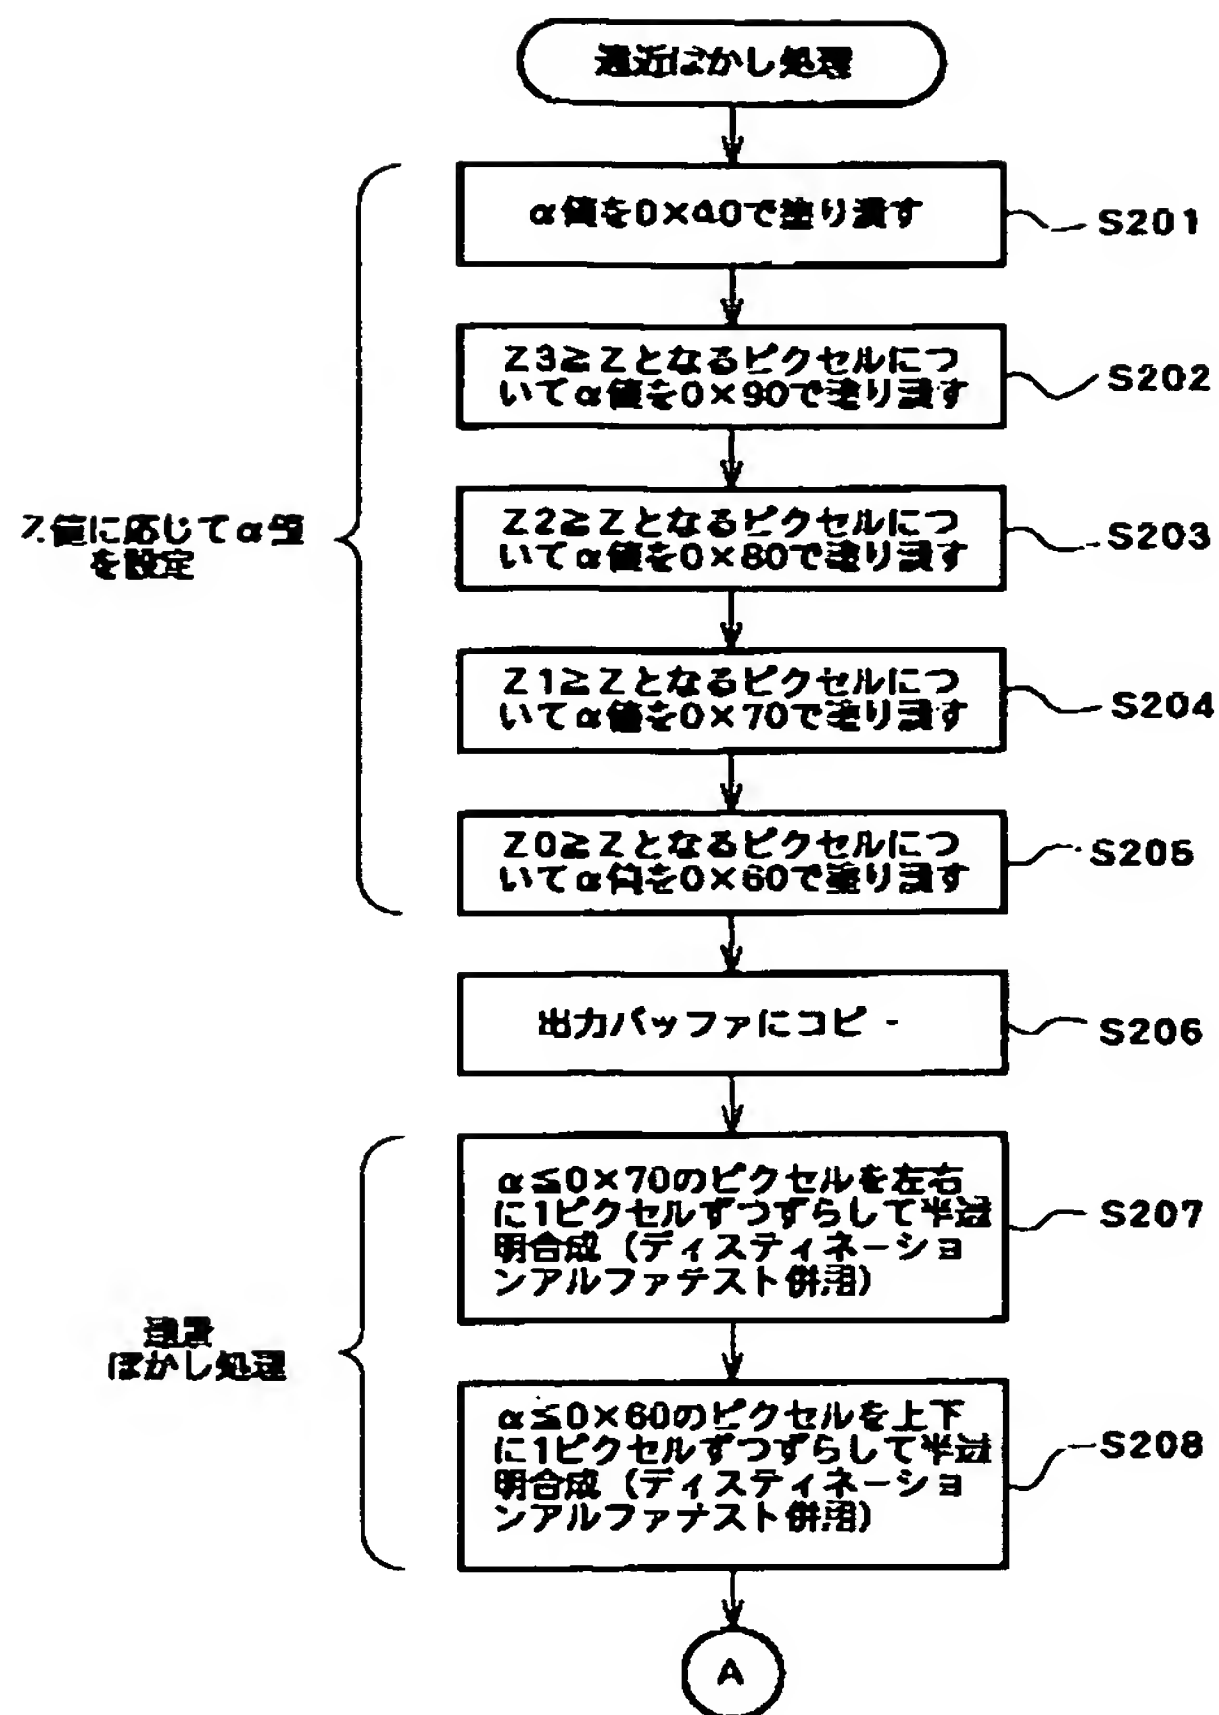 遠近ぼかし処理
α値を0×40で塗り潰す
S201
Z3≧Zとなるピクセルにつ
いてα値を0×90で塗り潰す
S202
Z2≧Zとなるピクセルにつ
いてα値を0×80で塗り潰す
S203
Z1≧Zとなるピクセルにつ
いてα値を0×70で塗り潰す
S204
Z0≧Zとなるピクセルにつ
いてα値を0×60で塗り潰す
S205
Z値に応じてα値
を設定
出力バッファにコピー
S206
α≦0×70のピクセルを左右
に1ピクセルずつずらして半透
明合成（ディスティネーショ
ンアルファテスト併用）
S207
α≦0×60のピクセルを上下
に1ピクセルずつずらして半透
明合成（ディスティネーショ
ンアルファテスト併用）
S208
遠景
ぼかし処理
A